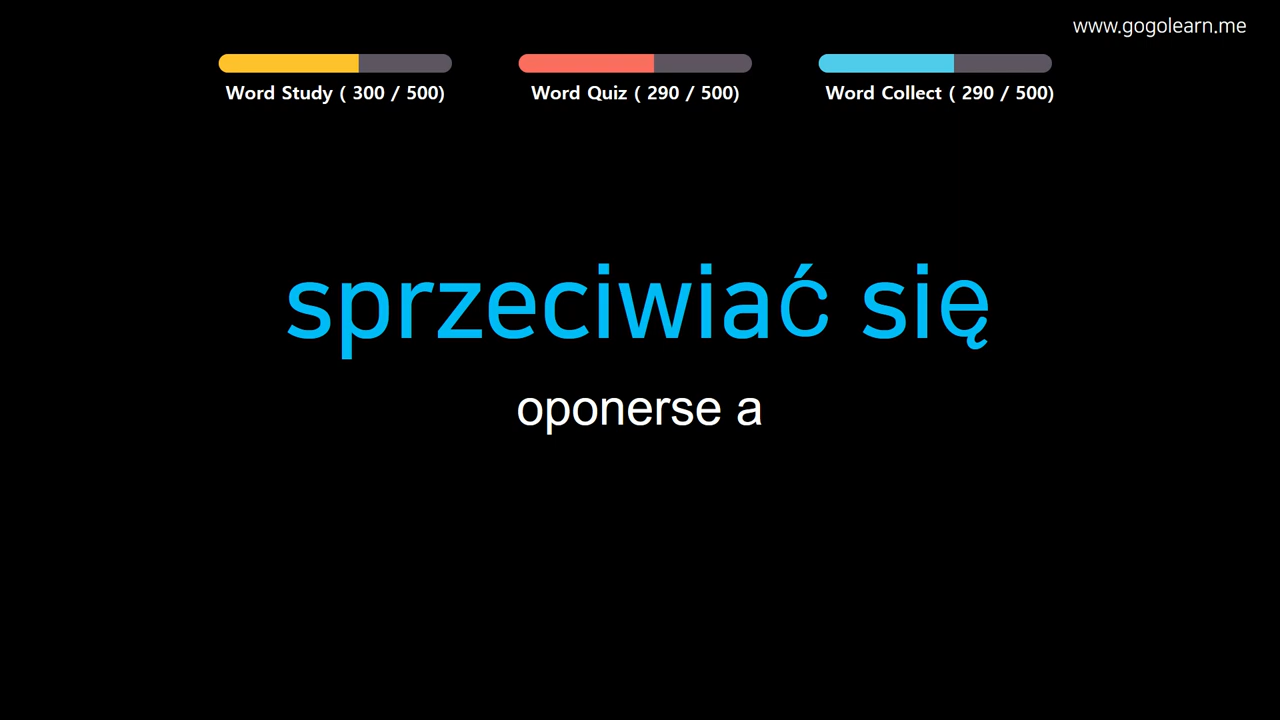 www.gogolearn.me
Word Study ( 300 / 500)
Word Quiz ( 290 / 500)
Word Collect ( 290 / 500)
sprzeciwiać się
oponerse a